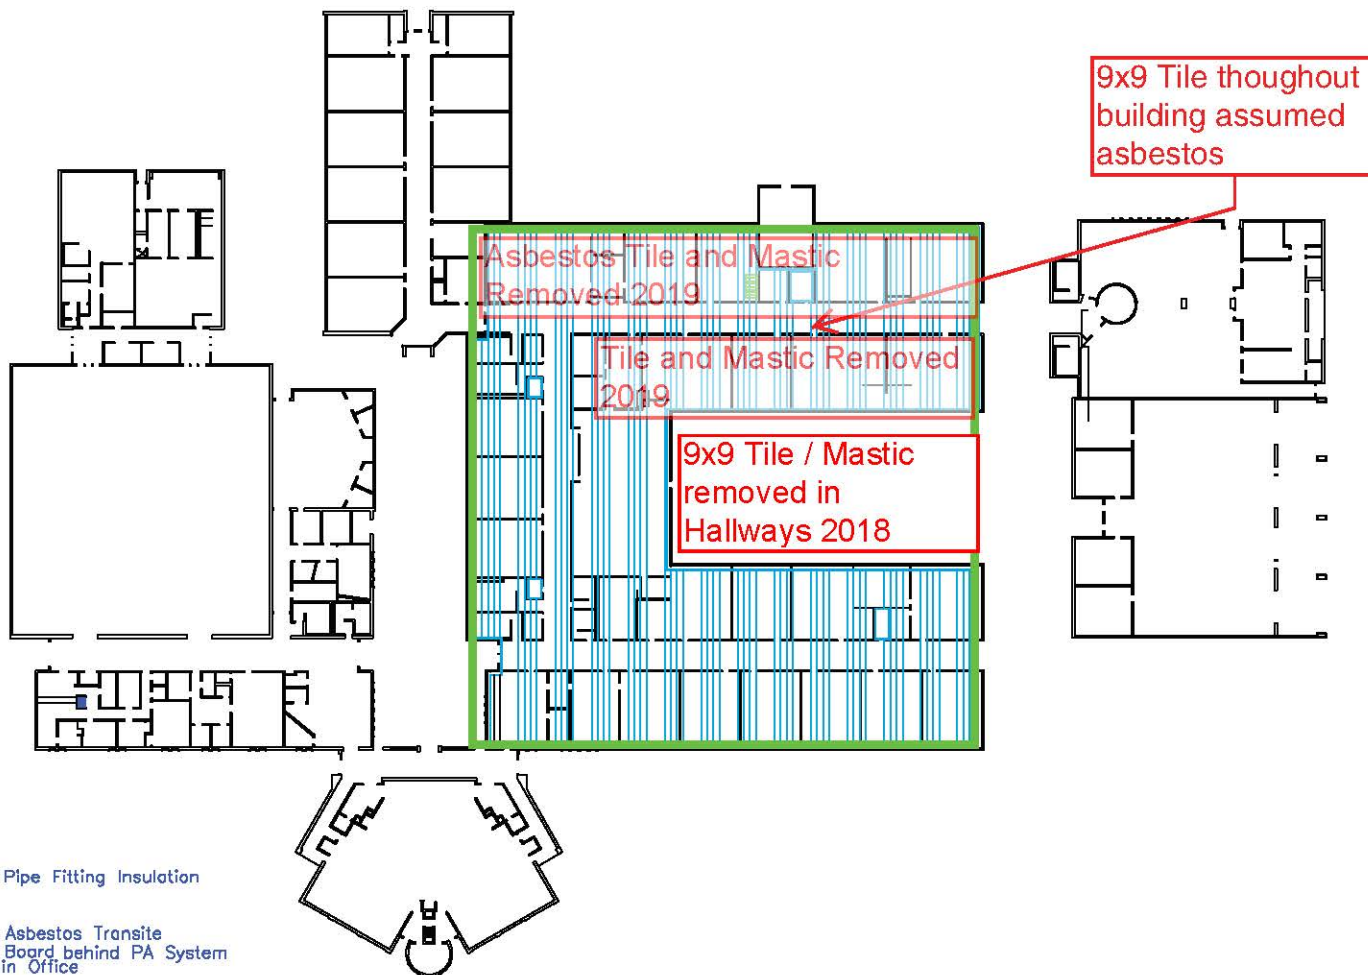 9x9 Tile thoughout
building assumed
asbestos
Asbestos Tile and Mastic
Removed 2019
Tile and Mastic Removed
2019
9x9 Tile / Mastic
removed in
Hallways 2018
Pipe Fitting Insulation
Asbestos Transite
Board behind PA System
in Office